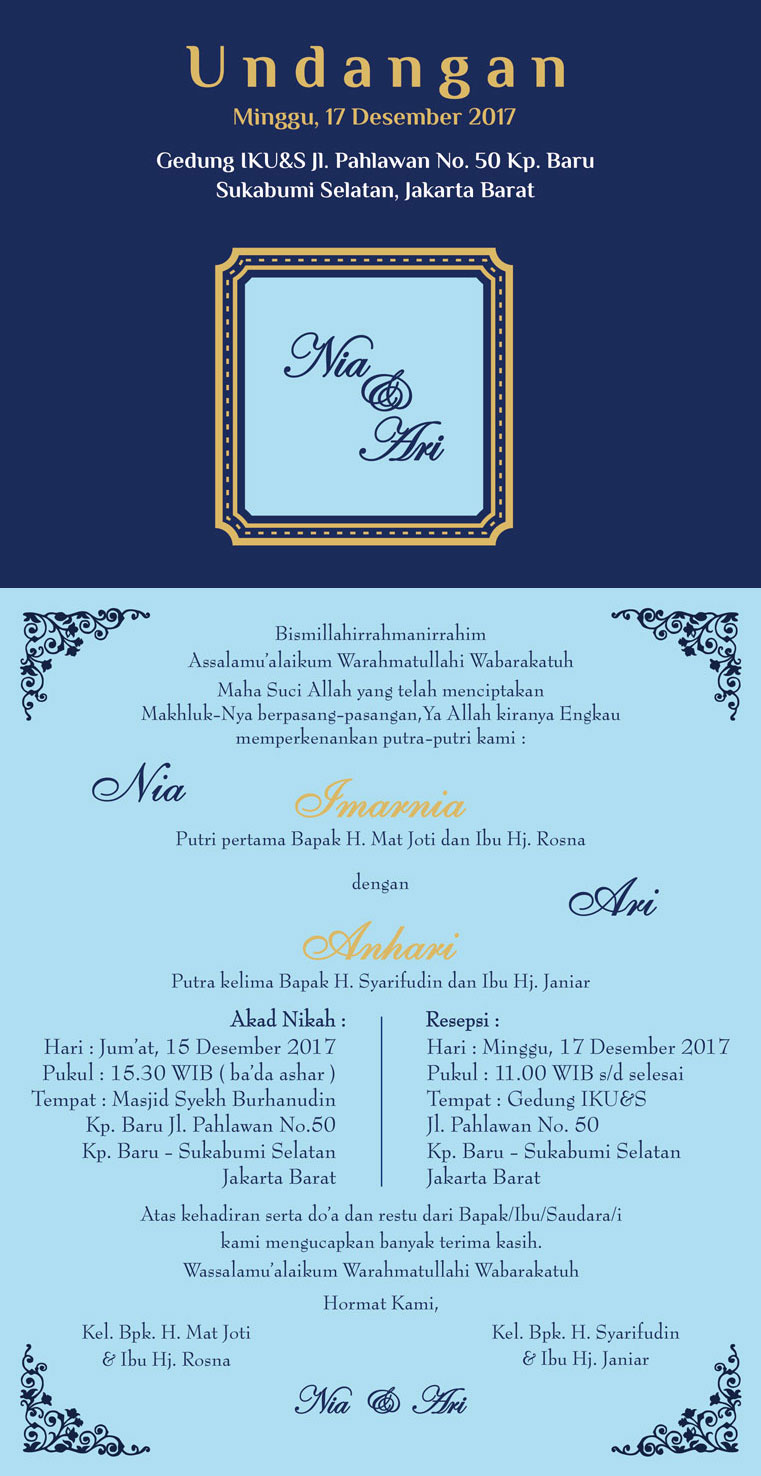 Undangan
Minggu, 17 Desember 2017
Gedung IKU&S Jl. Pahlawan No. 50 Kp. Baru
Sukabumi Selatan, Jakarta Barat
Nia
&
Ari
Bismillahirrahmanirrahim
Assalamu'alaikum Warahmatullahi Wabarakatuh
Maha Suci Allah yang telah menciptakan
Makhluk-Nya berpasang-pasangan,Ya Allah kiranya Engkau
memperkenankan putra-putri kami :
Nia
Imarnia
Putri pertama Bapak H. Mat Joti dan Ibu Hj. Rosna
dengan
Ari
Anhari
Putra kelima Bapak H. Syarifudin dan Ibu Hj. Janiar
Akad Nikah :
Hari : Jum'at, 15 Desember 2017
Pukul : 15.30 WIB ( ba'da ashar )
Tempat : Masjid Syekh Burhanudin
Kp. Baru Jl. Pahlawan No.50
Kp. Baru - Sukabumi Selatan
Jakarta Barat
Resepsi :
Hari : Minggu, 17 Desember 2017
Pukul : 11.00 WIB s/d selesai
Tempat : Gedung IKU&S
Jl. Pahlawan No. 50
Kp. Baru - Sukabumi Selatan
Jakarta Barat
Atas kehadiran serta do'a dan restu dari Bapak/Ibu/Saudara/i
kami mengucapkan banyak terima kasih.
Wassalamu'alaikum Warahmatullahi Wabarakatuh
Hormat Kami,
Kel. Bpk. H. Mat Joti
& Ibu Hj. Rosna
Kel. Bpk. H. Syarifudin
& Ibu Hj. Janiar
Nia & Ari